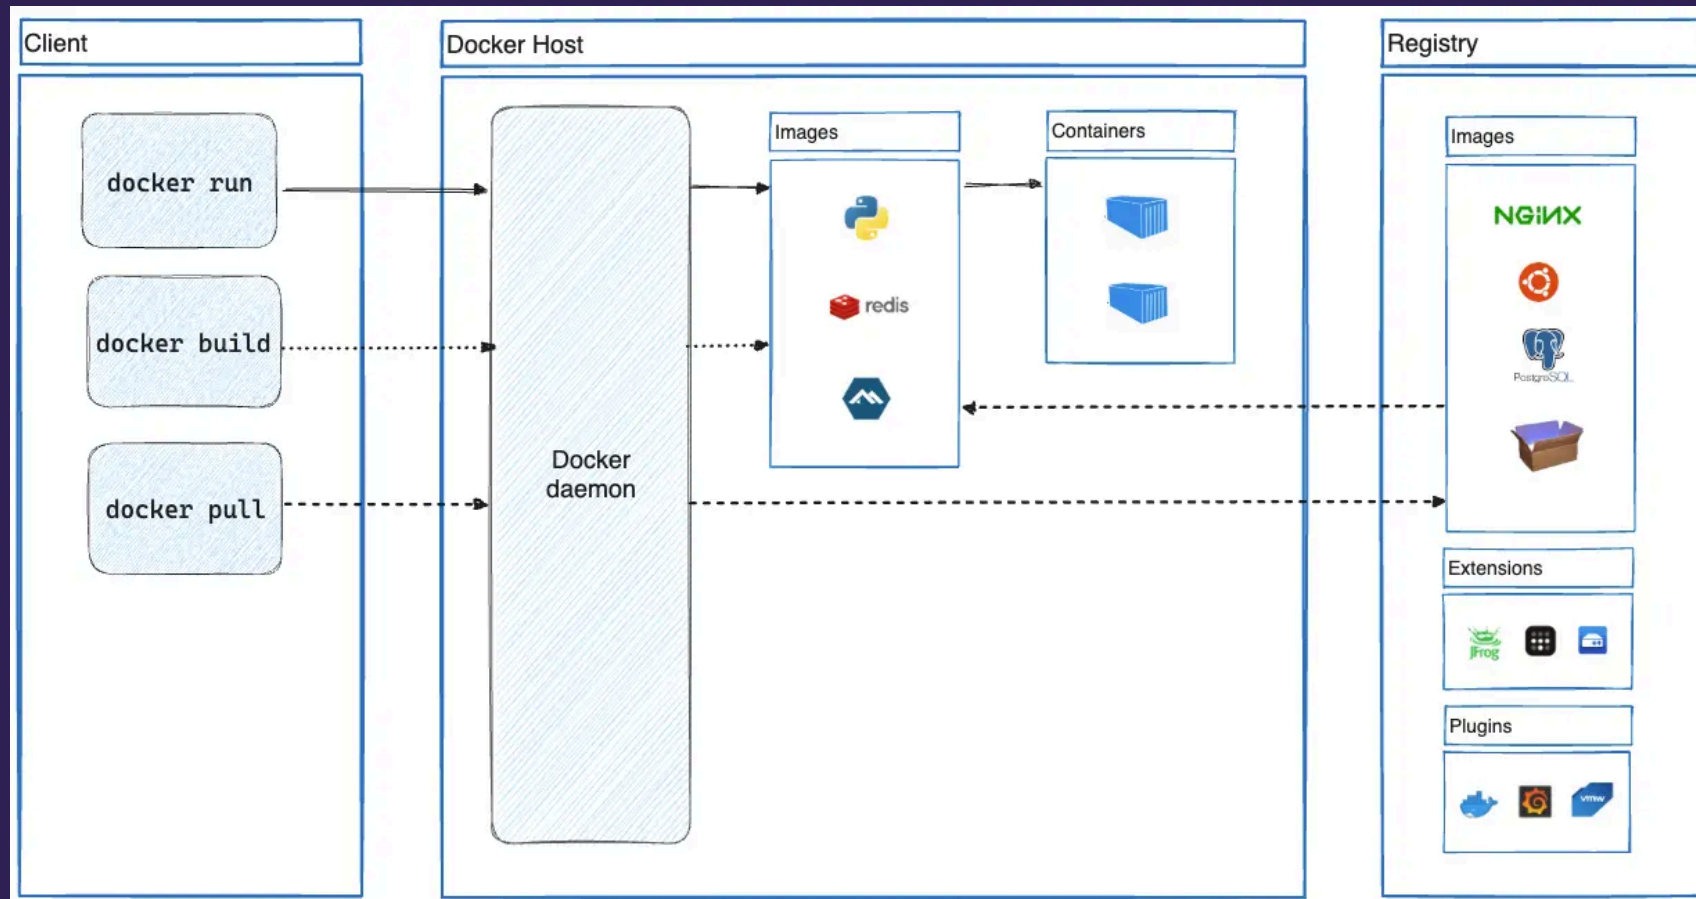 Client
docker run
docker build
docker pull
Docker Host
Docker
daemon
Images
redis
Containers
Registry
Images
NGINX
PostgreSQL
Extensions
JFrog
Plugins
vmw